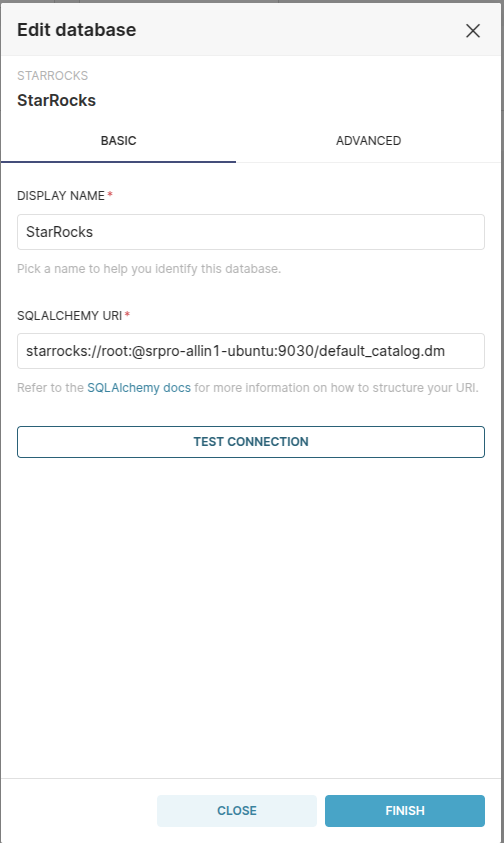 Edit database
STARROCKS
StarRocks
BASIC ADVANCED
DISPLAY NAME *
StarRocks
Pick a name to help you identify this database.
SQLALCHEMY URI *
starrocks://root:@srpro-allin1-ubuntu:9030/default_catalog.dm
Refer to the SQLAlchemy docs for more information on how to structure your URI.
TEST CONNECTION
CLOSE FINISH